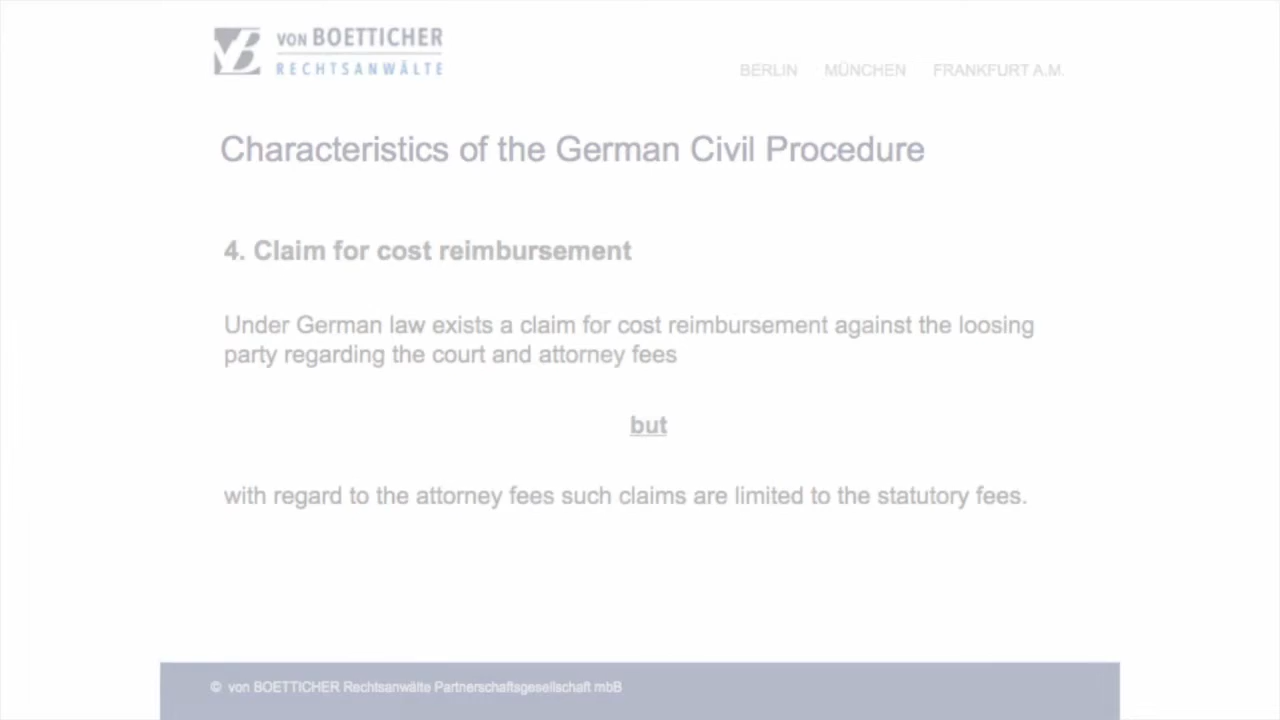 VON BOETTICHER
RECHTSANWÄLTE
BERLIN MÜNCHEN FRANKFURT A.M.
Characteristics of the German Civil Procedure
4. Claim for cost reimbursement
Under German law exists a claim for cost reimbursement against the loosing
party regarding the court and attorney fees
but
with regard to the attorney fees such claims are limited to the statutory fees.
© von BOETTICHER Rechtsanwälte Partnerschaftsgesellschaft mbB